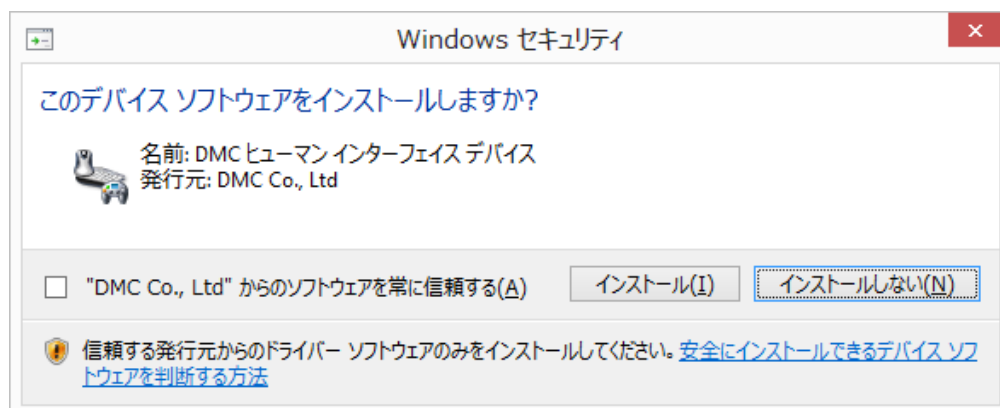 Windows セキュリティ
このデバイス ソフトウェアをインストールしますか?
名前: DMC ヒューマン インターフェイス デバイス
発行元: DMC Co., Ltd
"DMC Co., Ltd" からのソフトウェアを常に信頼する(A)
インストール(I)
インストールしない(N)
信頼する発行元からのドライバー ソフトウェアのみをインストールしてください。安全にインストールできるデバイス ソフ
トウェアを判断する方法